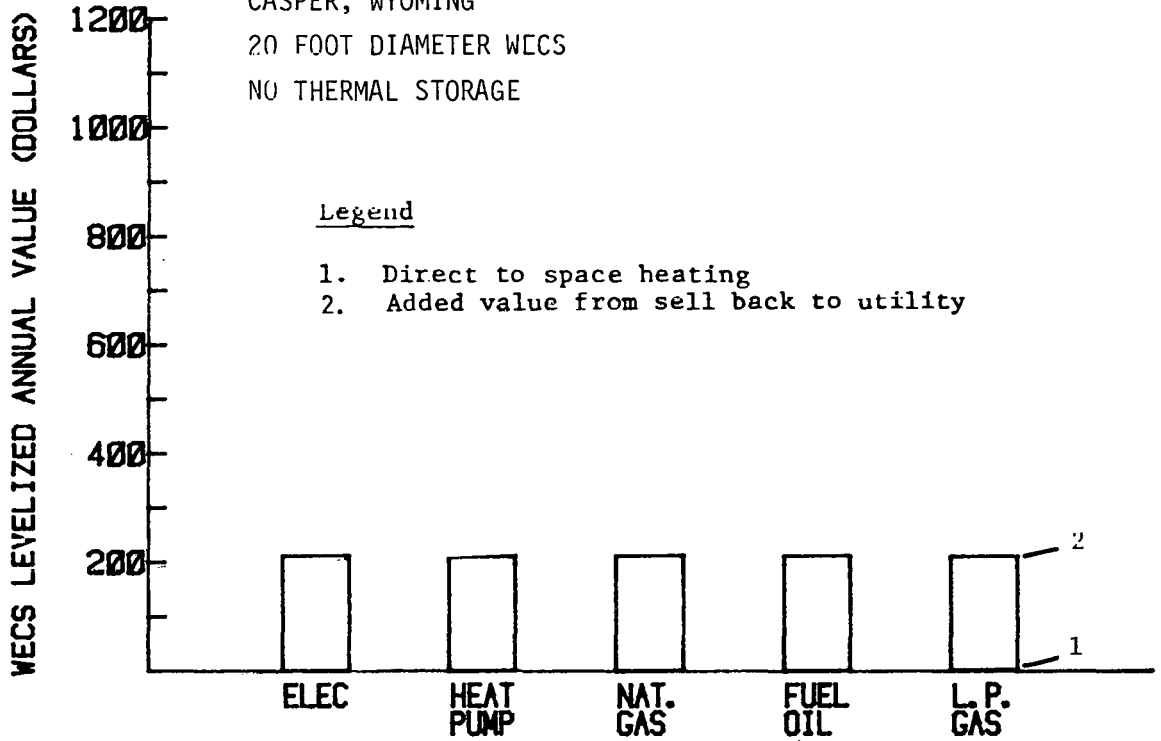 CASPER, WYOMING
20 FOOT DIAMETER WECS
NO THERMAL STORAGE
WECS LEVELIZED ANNUAL VALUE (DOLLARS)
1200
1000
800
600
400
200
Legend
1. Direct to space heating
2. Added value from sell back to utility
2
1
ELEC
HEAT PUMP
NAT. GAS
FUEL OIL
L.P. GAS